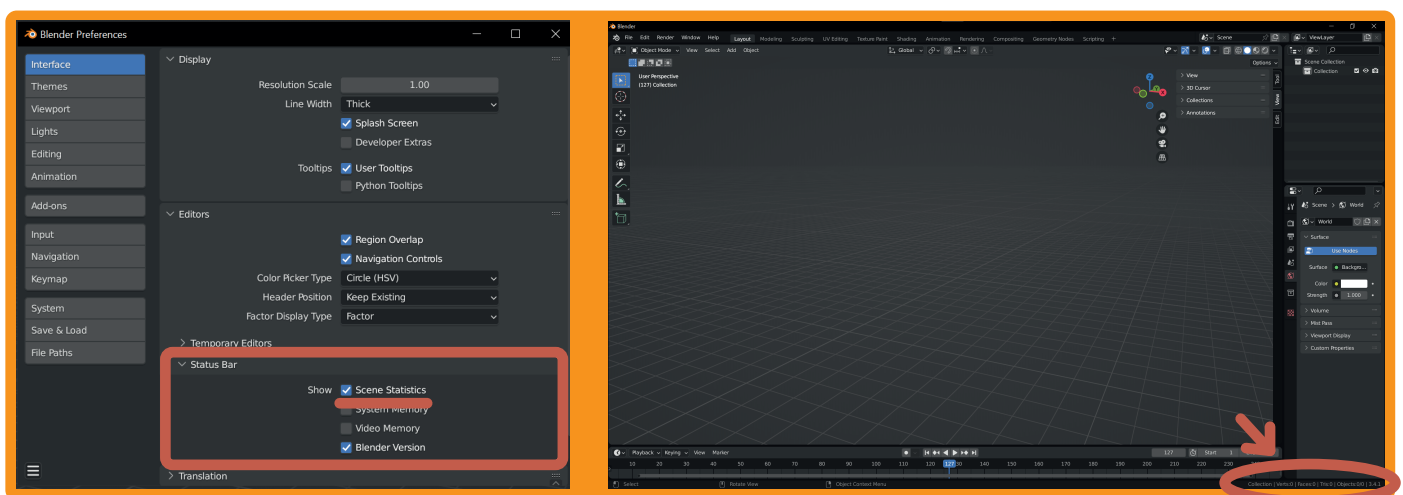 Blender Preferences
Interface
Themes
Viewport
Lights
Editing
Animation
Add-ons
Input
Navigation
Keymap
System
Save & Load
File Paths
Display
Resolution Scale 1.00
Line Width Thick
Splash Screen
Developer Extras
Tooltips User Tooltips
Python Tooltips
Editors
Region Overlap
Navigation Controls
Color Picker Type Circle (HSV)
Header Position Keep Existing
Factor Display Type Factor
Temporary Editors
Status Bar
Show Scene Statistics
System Memory
Video Memory
Blender Version
Translation
Blender
File Edit Render Window Help Layout Modeling Sculpting UV Editing Texture Paint Shading Animation Rendering Compositing Geometry Nodes Scripting + Scene ViewLayer
Object Mode View Select Add Object Global
Options
User Perspective
(127) Collection
X
View
3D Cursor
Collections
Annotations
Tool
View
Edit
Scene Collection
Collection
Scene > World
World
Surface
Use Nodes
Surface Backgro...
Color
Strength 1.000
Volume
Mist Pass
Viewport Display
Custom Properties
Playback Keying View Marker 127 Start 1
10 20 30 40 50 60 70 80 90 100 110 120 127 130 140 150 160 170 180 190 200 210 220 230
Select Rotate View Object Context Menu Collection | Verts:0 | Faces:0 | Tris:0 | Objects:0/0 | 3.4.1